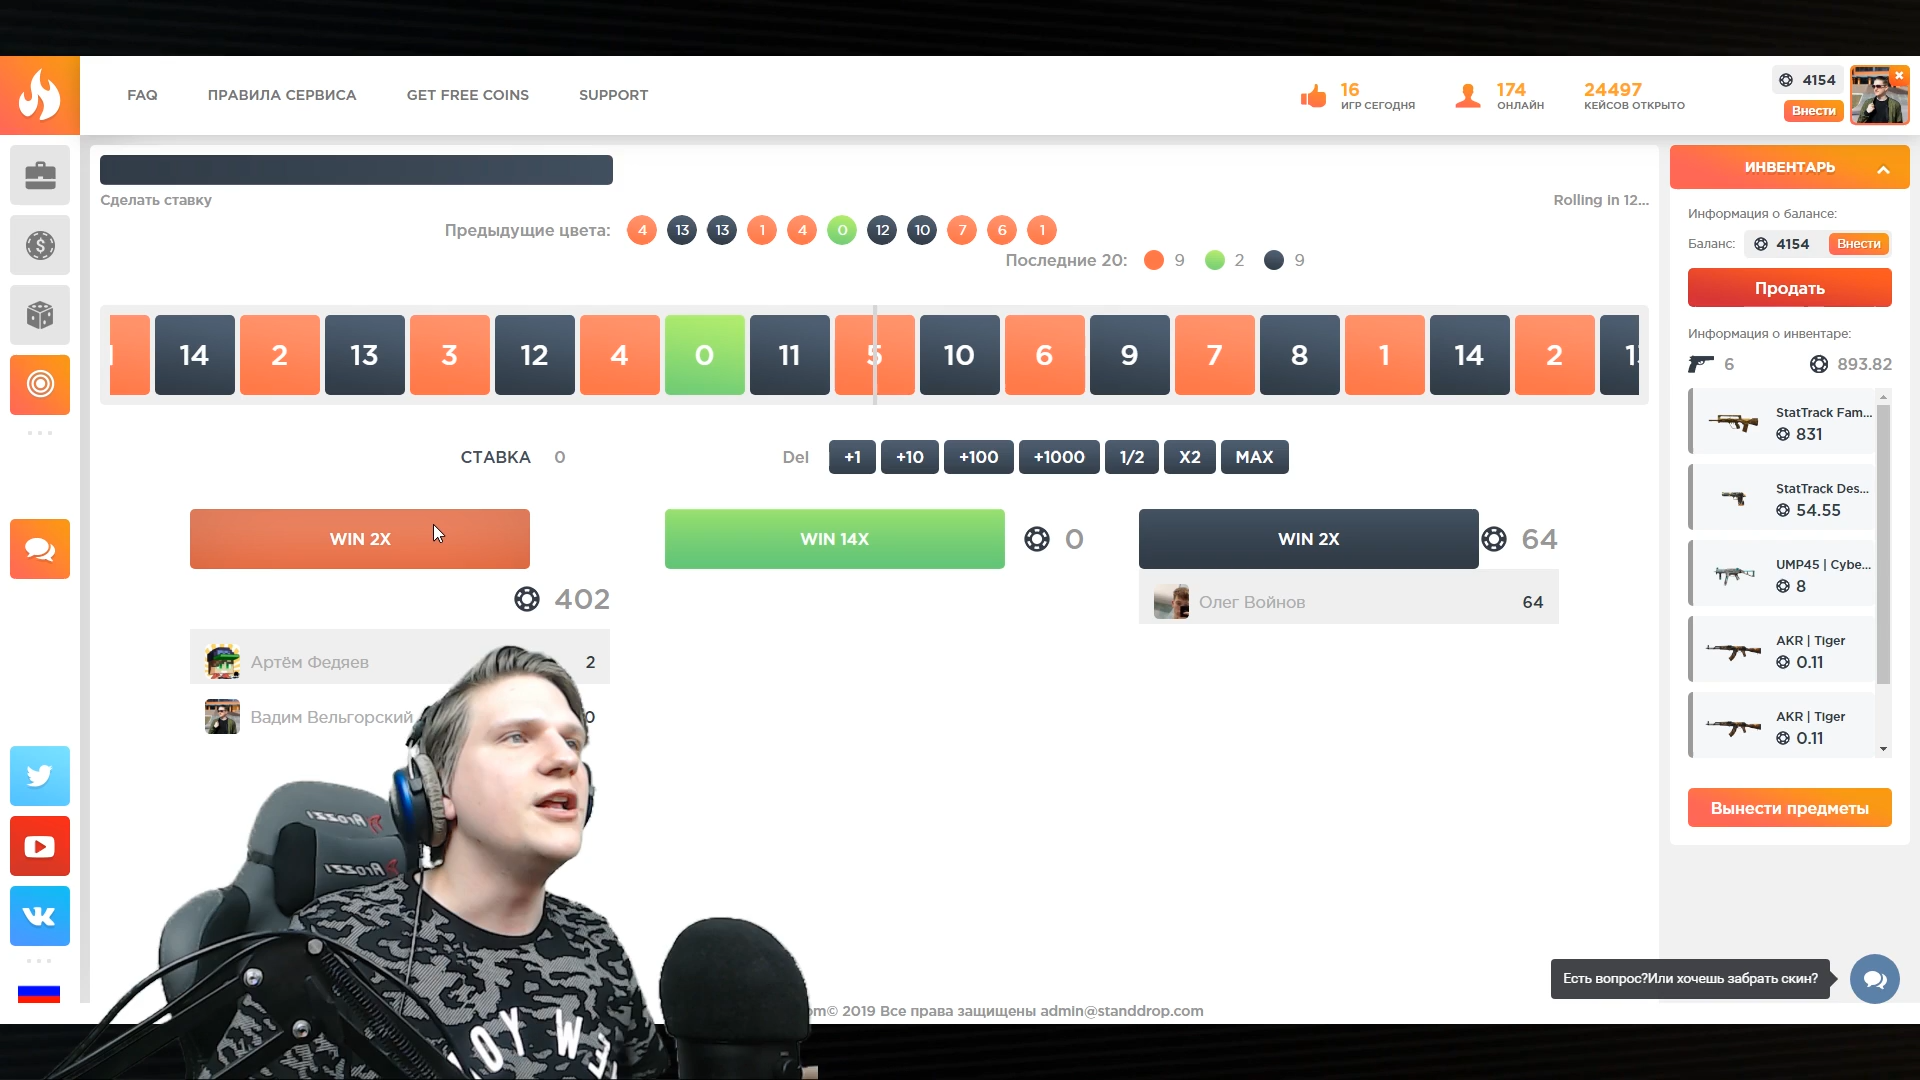 FAQ ПРАВИЛА СЕРВИСА GET FREE COINS SUPPORT
16 ИГР СЕГОДНЯ
174 ОНЛАЙН
24497 КЕЙСОВ ОТКРЫТО
4154
Внести
Сделать ставку
Rolling in 12...
Предыдущие цвета: 4 13 13 1 4 0 12 10 7 6 1
Последние 20: 9 2 9
14 2 13 3 12 4 0 11 5 10 6 9 7 8 1 14 2
СТАВКА 0
Del +1 +10 +100 +1000 1/2 X2 MAX
WIN 2X
402
Артём Федяев 2
Вадим Вельгорский
WIN 14X 0
WIN 2X 64
Олег Войнов 64
ИНВЕНТАРЬ
Информация о балансе:
Баланс: 4154 Внести
Продать
Информация о инвентаре:
6 893.82
StatTrack Fam...
831
StatTrack Des...
54.55
UMP45 | Cybe...
8
AKR | Tiger
0.11
AKR | Tiger
0.11
Вынести предметы
Есть вопрос?Или хочешь забрать скин?
© 2019 Все права защищены admin@standdrop.com